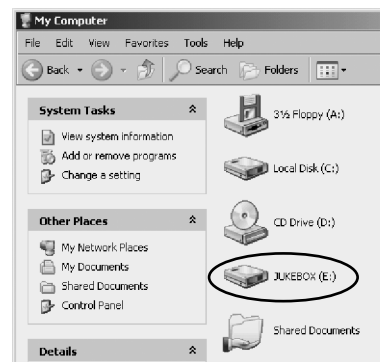 My Computer
File Edit View Favorites Tools Help
Back Search Folders
System Tasks
View system information
Add or remove programs
Change a setting
Other Places
My Network Places
My Documents
Shared Documents
Control Panel
Details
3½ Floppy (A:)
Local Disk (C:)
CD Drive (D:)
JUKEBOX (E:)
Shared Documents